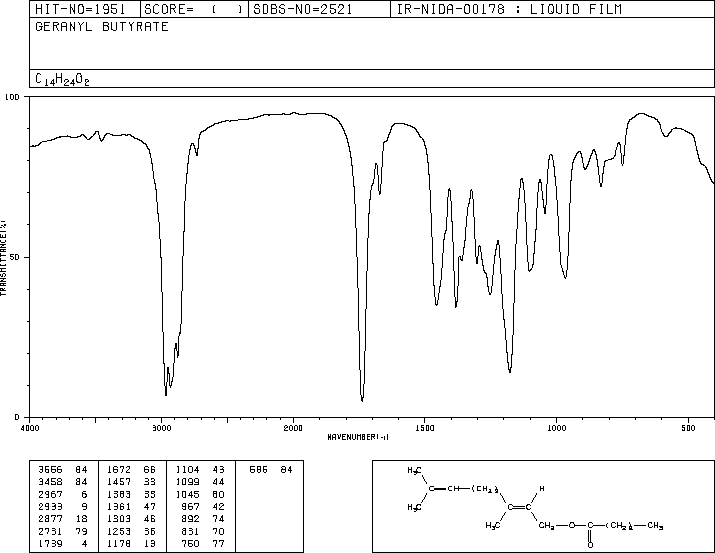 HIT-NO=1951 SCORE= ( ) SDBS-NO=2521 IR-NIDA-00178 : LIQUID FILM
GERANYL BUTYRATE
C14H24O2
100
TRANSMITTANCE(%)
50
0
4000 3000 2000 1500 1000 500
WAVENUMBER(-1)
3566 84 1672 66 1104 43 586 84
3458 84 1457 33 1099 44
2967 6 1383 33 1045 60
2933 9 1361 47 967 42
2877 18 1303 46 892 74
2731 79 1253 36 831 70
1739 4 1178 13 750 77
H3C
C CH (CH2)2 H
H3C C C
H3C CH2 O C (CH2)2 CH3
O